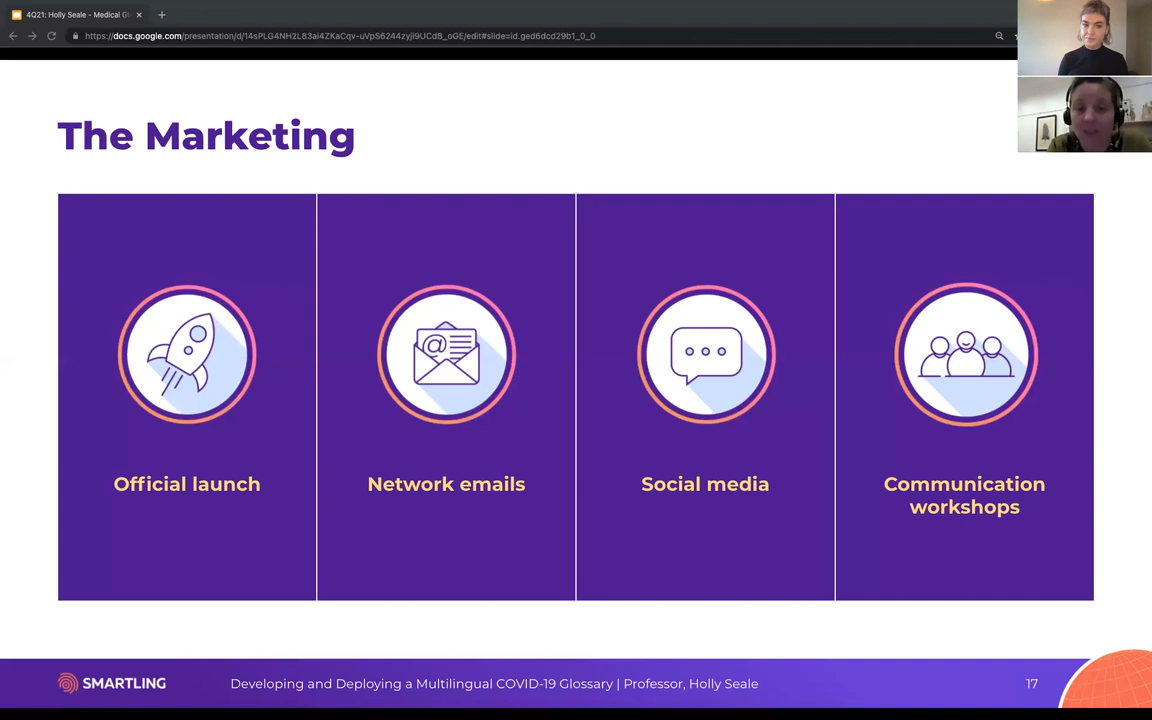 4Q21: Holly Seale - Medical Gl
https://docs.google.com/presentation/d/14sPLG4NH2L83ai4ZKaCqv-uVpS6244zyji9UCdB_oGE/edit#slide=id.ged6dcd29b1_0_0
The Marketing
Official launch
Network emails
Social media
Communication
workshops
SMARTLING
Developing and Deploying a Multilingual COVID-19 Glossary | Professor, Holly Seale
17